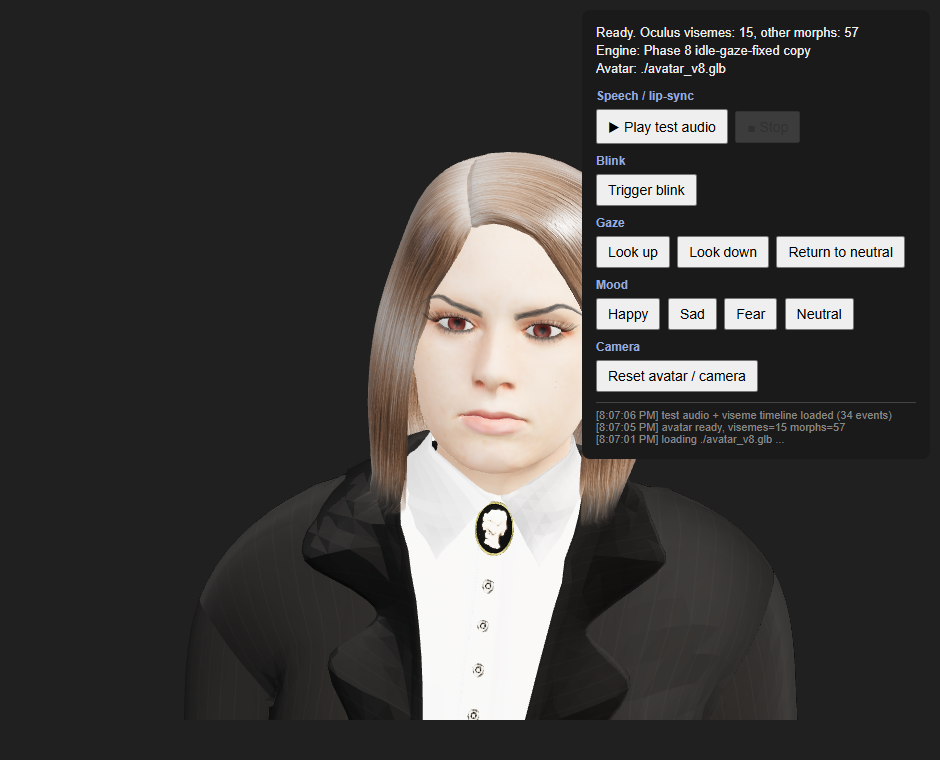 Ready. Oculus visemes: 15, other morphs: 57
Engine: Phase 8 idle-gaze-fixed copy
Avatar: ./avatar_v8.glb
Speech / lip-sync
▶ Play test audio ■ Stop
Blink
Trigger blink
Gaze
Look up Look down Return to neutral
Mood
Happy Sad Fear Neutral
Camera
Reset avatar / camera
[8:07:06 PM] test audio + viseme timeline loaded (34 events)
[8:07:05 PM] avatar ready, visemes=15 morphs=57
[8:07:01 PM] loading ./avatar_v8.glb ...